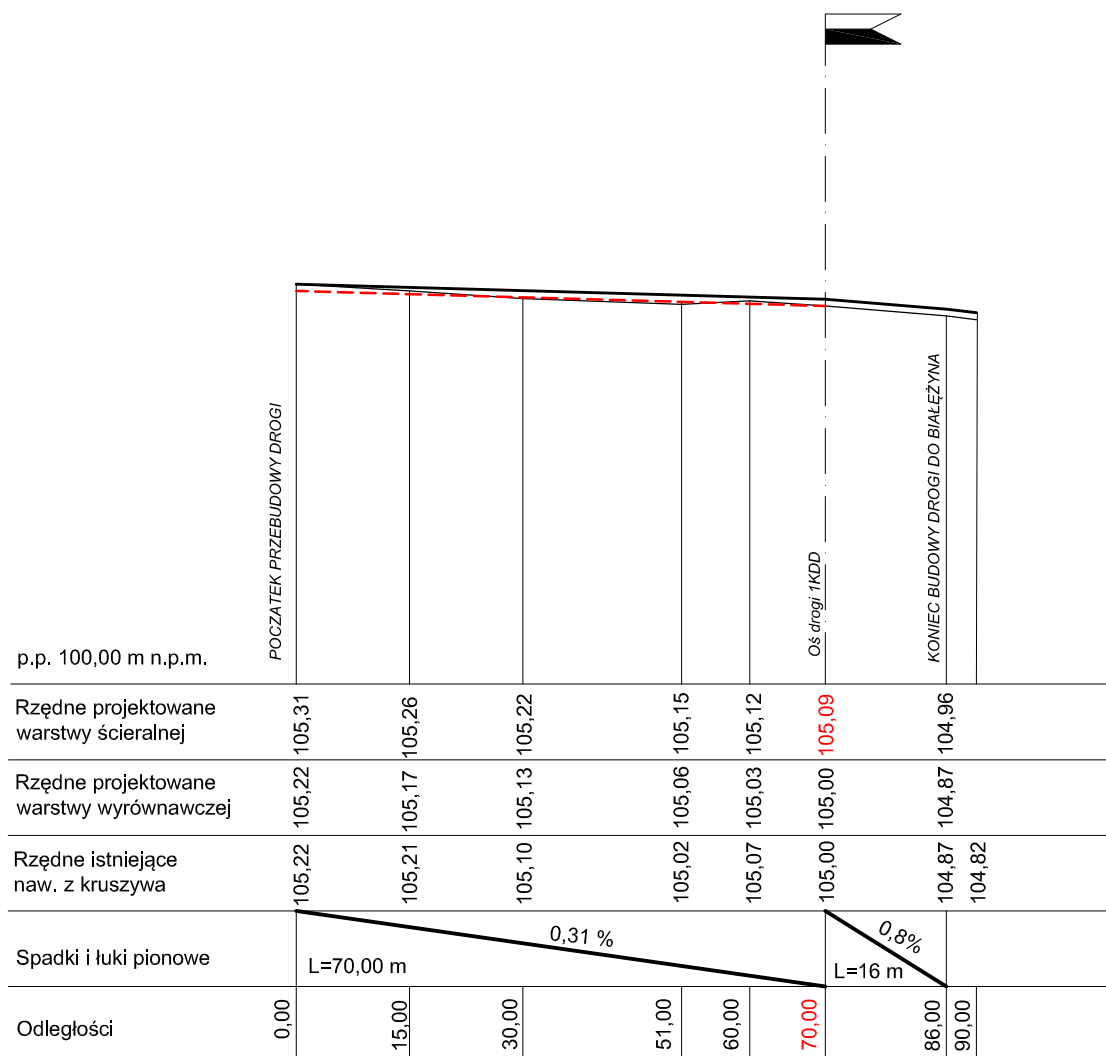 POCZATEK PRZEBUDOWY DROGI
Oś drogi 1KDD
KONIEC BUDOWY DROGI DO BIAŁĘŻYNA
p.p. 100,00 m n.p.m.
Rzędne projektowane
warstwy ścieralnej
105,31 105,26 105,22 105,15 105,12 105,09 104,96
Rzędne projektowane
warstwy wyrównawczej
105,22 105,17 105,13 105,06 105,03 105,00 104,87
Rzędne istniejące
naw. z kruszywa
105,22 105,21 105,10 105,02 105,07 105,00 104,87 104,82
Spadki i łuki pionowe
0,31 %
L=70,00 m
0,8%
L=16 m
Odległości
0,00 15,00 30,00 51,00 60,00 70,00 86,00 90,00